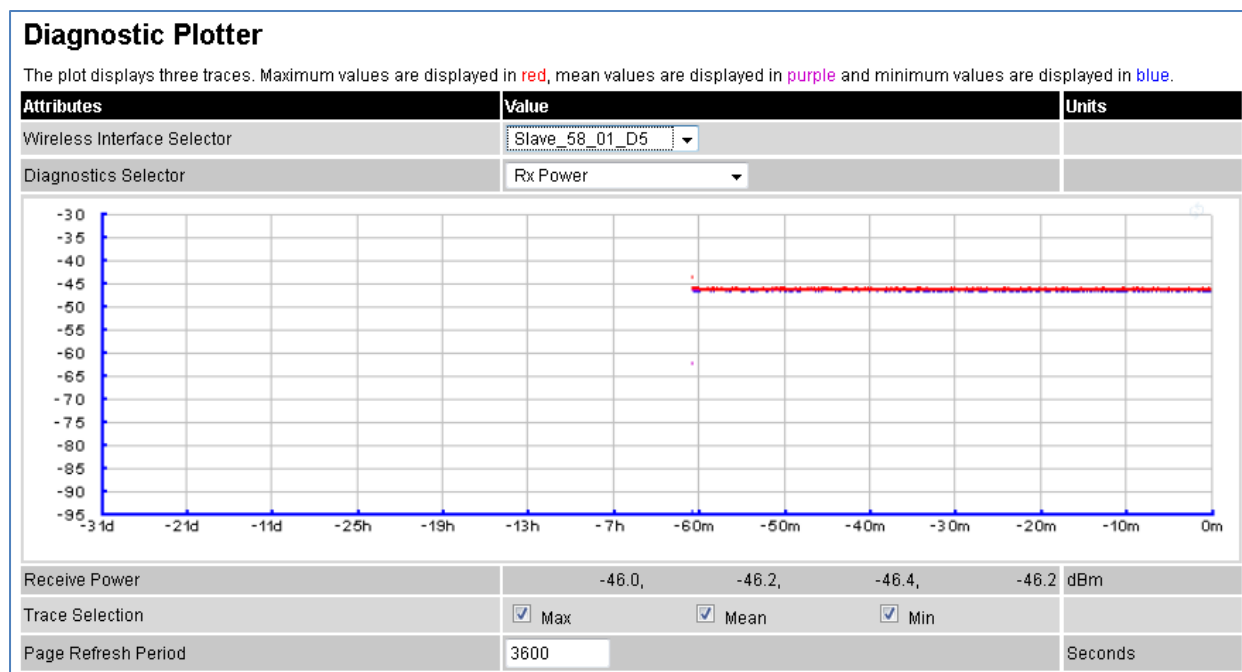 Diagnostic Plotter
The plot displays three traces. Maximum values are displayed in red, mean values are displayed in purple and minimum values are displayed in blue.
Attributes Value Units
Wireless Interface Selector Slave_58_01_D5
Diagnostics Selector Rx Power
-30
-35
-40
-45
-50
-55
-60
-65
-70
-75
-80
-85
-90
-95
-31d -21d -11d -25h -19h -13h -7h -60m -50m -40m -30m -20m -10m 0m
Receive Power -46.0, -46.2, -46.4, -46.2 dBm
Trace Selection Max Mean Min
Page Refresh Period 3600 Seconds